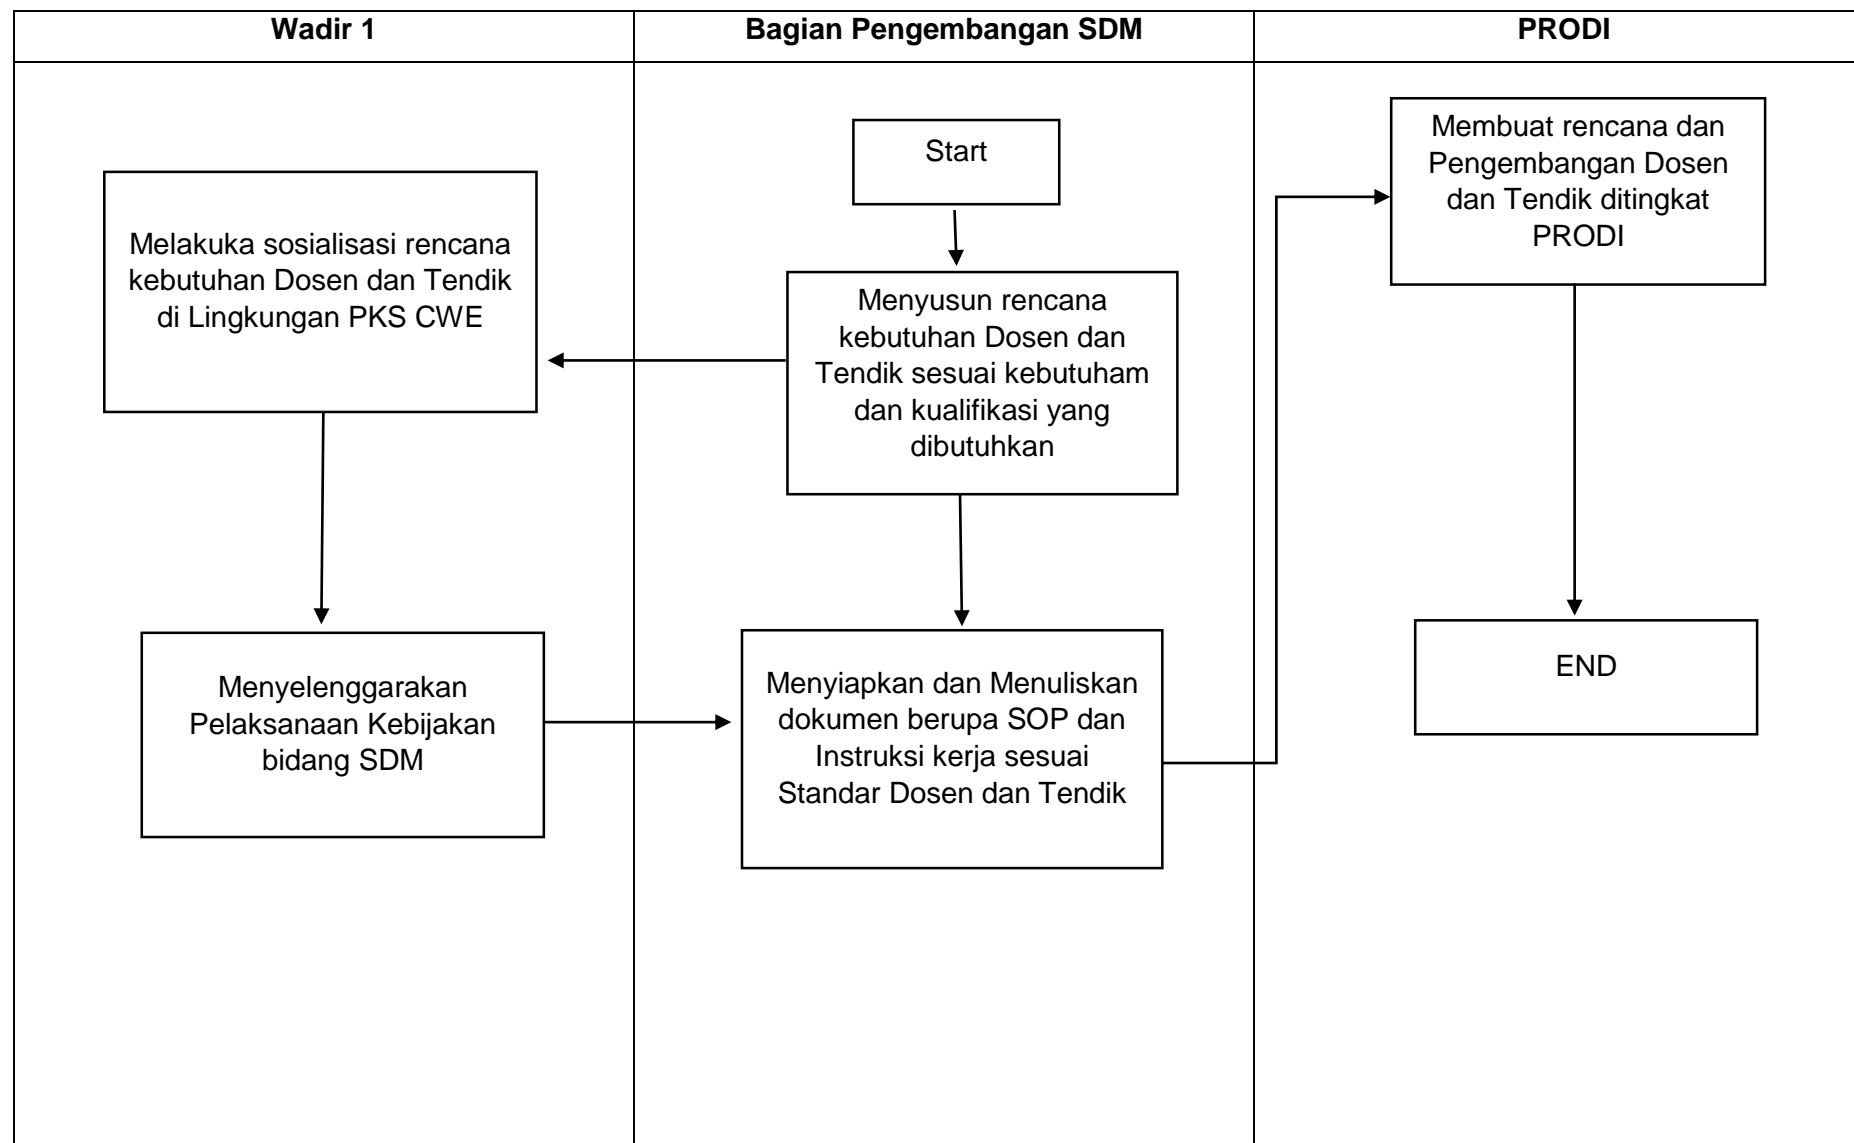 Wadir 1
Bagian Pengembangan SDM
PRODI
Melakuka sosialisasi rencana
kebutuhan Dosen dan Tendik
di Lingkungan PKS CWE
Menyelenggarakan
Pelaksanaan Kebijakan
bidang SDM
Start
Menyusun rencana
kebutuhan Dosen dan
Tendik sesuai kebutuham
dan kualifikasi yang
dibutuhkan
Menyiapkan dan Menuliskan
dokumen berupa SOP dan
Instruksi kerja sesuai
Standar Dosen dan Tendik
Membuat rencana dan
Pengembangan Dosen
dan Tendik ditingkat
PRODI
END